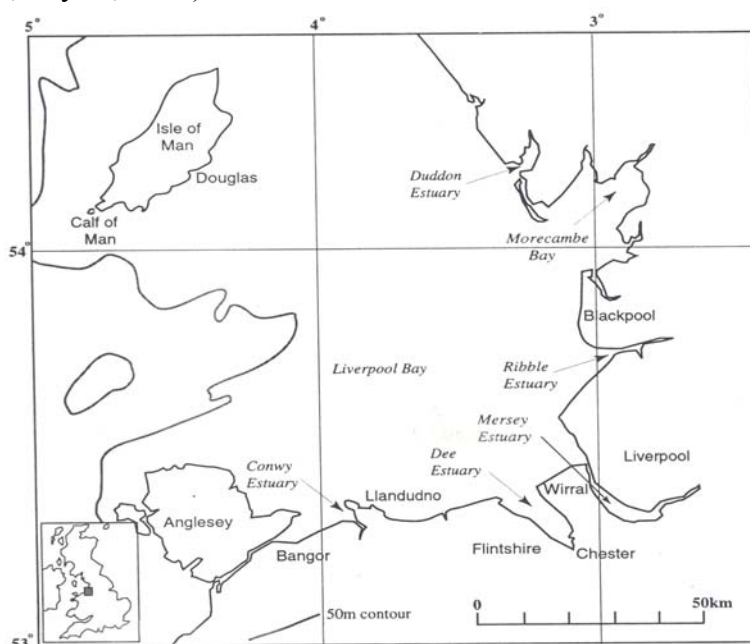 5°
4°
3°
Isle of
Man
Douglas
Calf of
Man
Duddon
Estuary
Morecambe
Bay
54°
Blackpool
Liverpool Bay
Ribble
Estuary
Mersey
Estuary
Liverpool
Dee
Estuary
Conwy
Estuary
Llandudno
Wirral
Anglesey
Bangor
Flintshire
Chester
50m contour
0
50km
53°